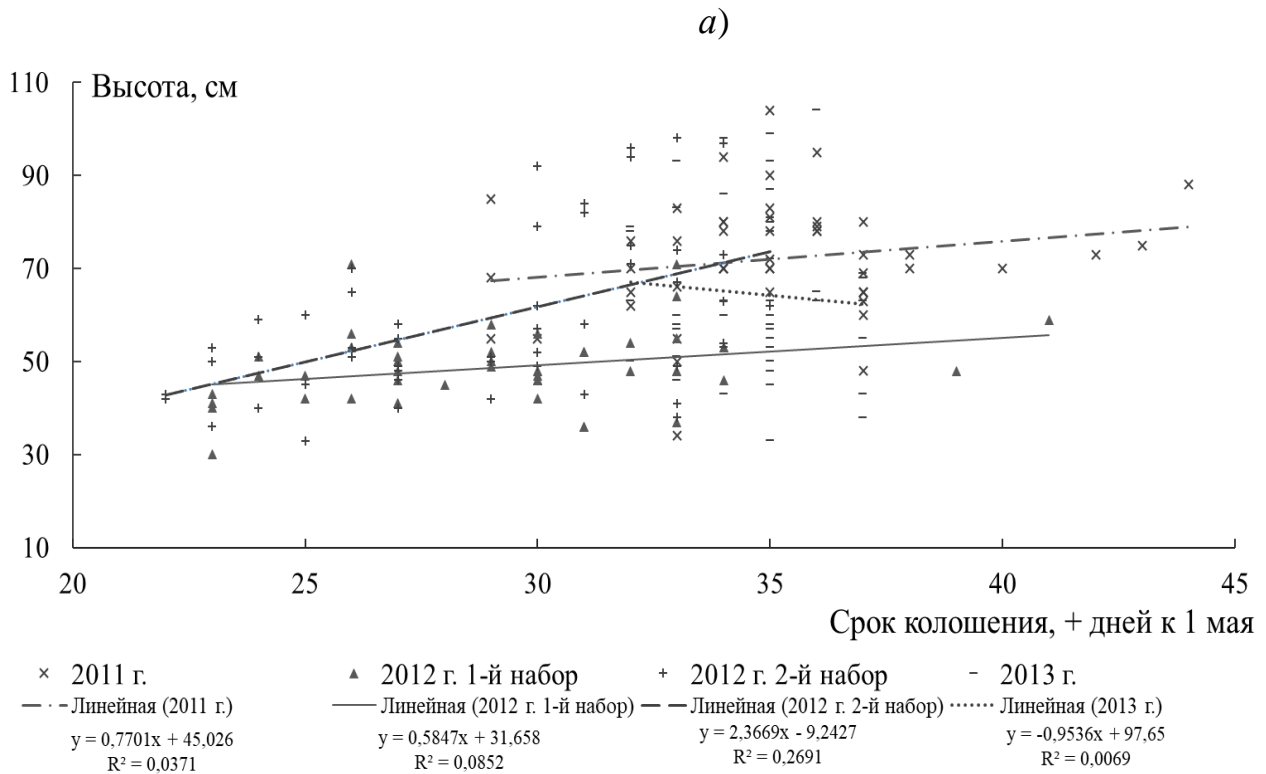 а)
Высота, см
110
90
70
50
30
10
20 25 30 35 40 45
Срок колошения, + дней к 1 мая
2011 г. 2012 г. 1-й набор 2012 г. 2-й набор 2013 г.
Линейная (2011 г.) Линейная (2012 г. 1-й набор) Линейная (2012 г. 2-й набор) Линейная (2013 г.)
y = 0,7701x + 45,026 y = 0,5847x + 31,658 y = 2,3669x - 9,2427 y = -0,9536x + 97,65
R² = 0,0371 R² = 0,0852 R² = 0,2691 R² = 0,0069